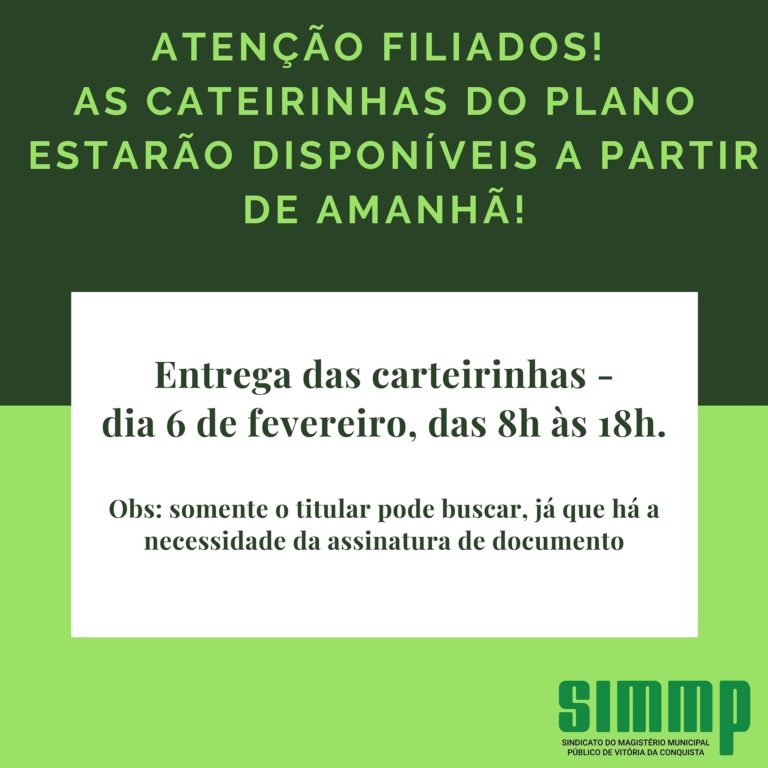 ATENÇÃO FILIADOS!
AS CATEIRINHAS DO PLANO
ESTARÃO DISPONÍVEIS A PARTIR
DE AMANHÃ!
Entrega das carteirinhas -
dia 6 de fevereiro, das 8h às 18h.
Obs: somente o titular pode buscar, já que há a
necessidade da assinatura de documento
SIMMP
SINDICATO DO MAGISTÉRIO MUNICIPAL
PÚBLICO DE VITÓRIA DA CONQUISTA